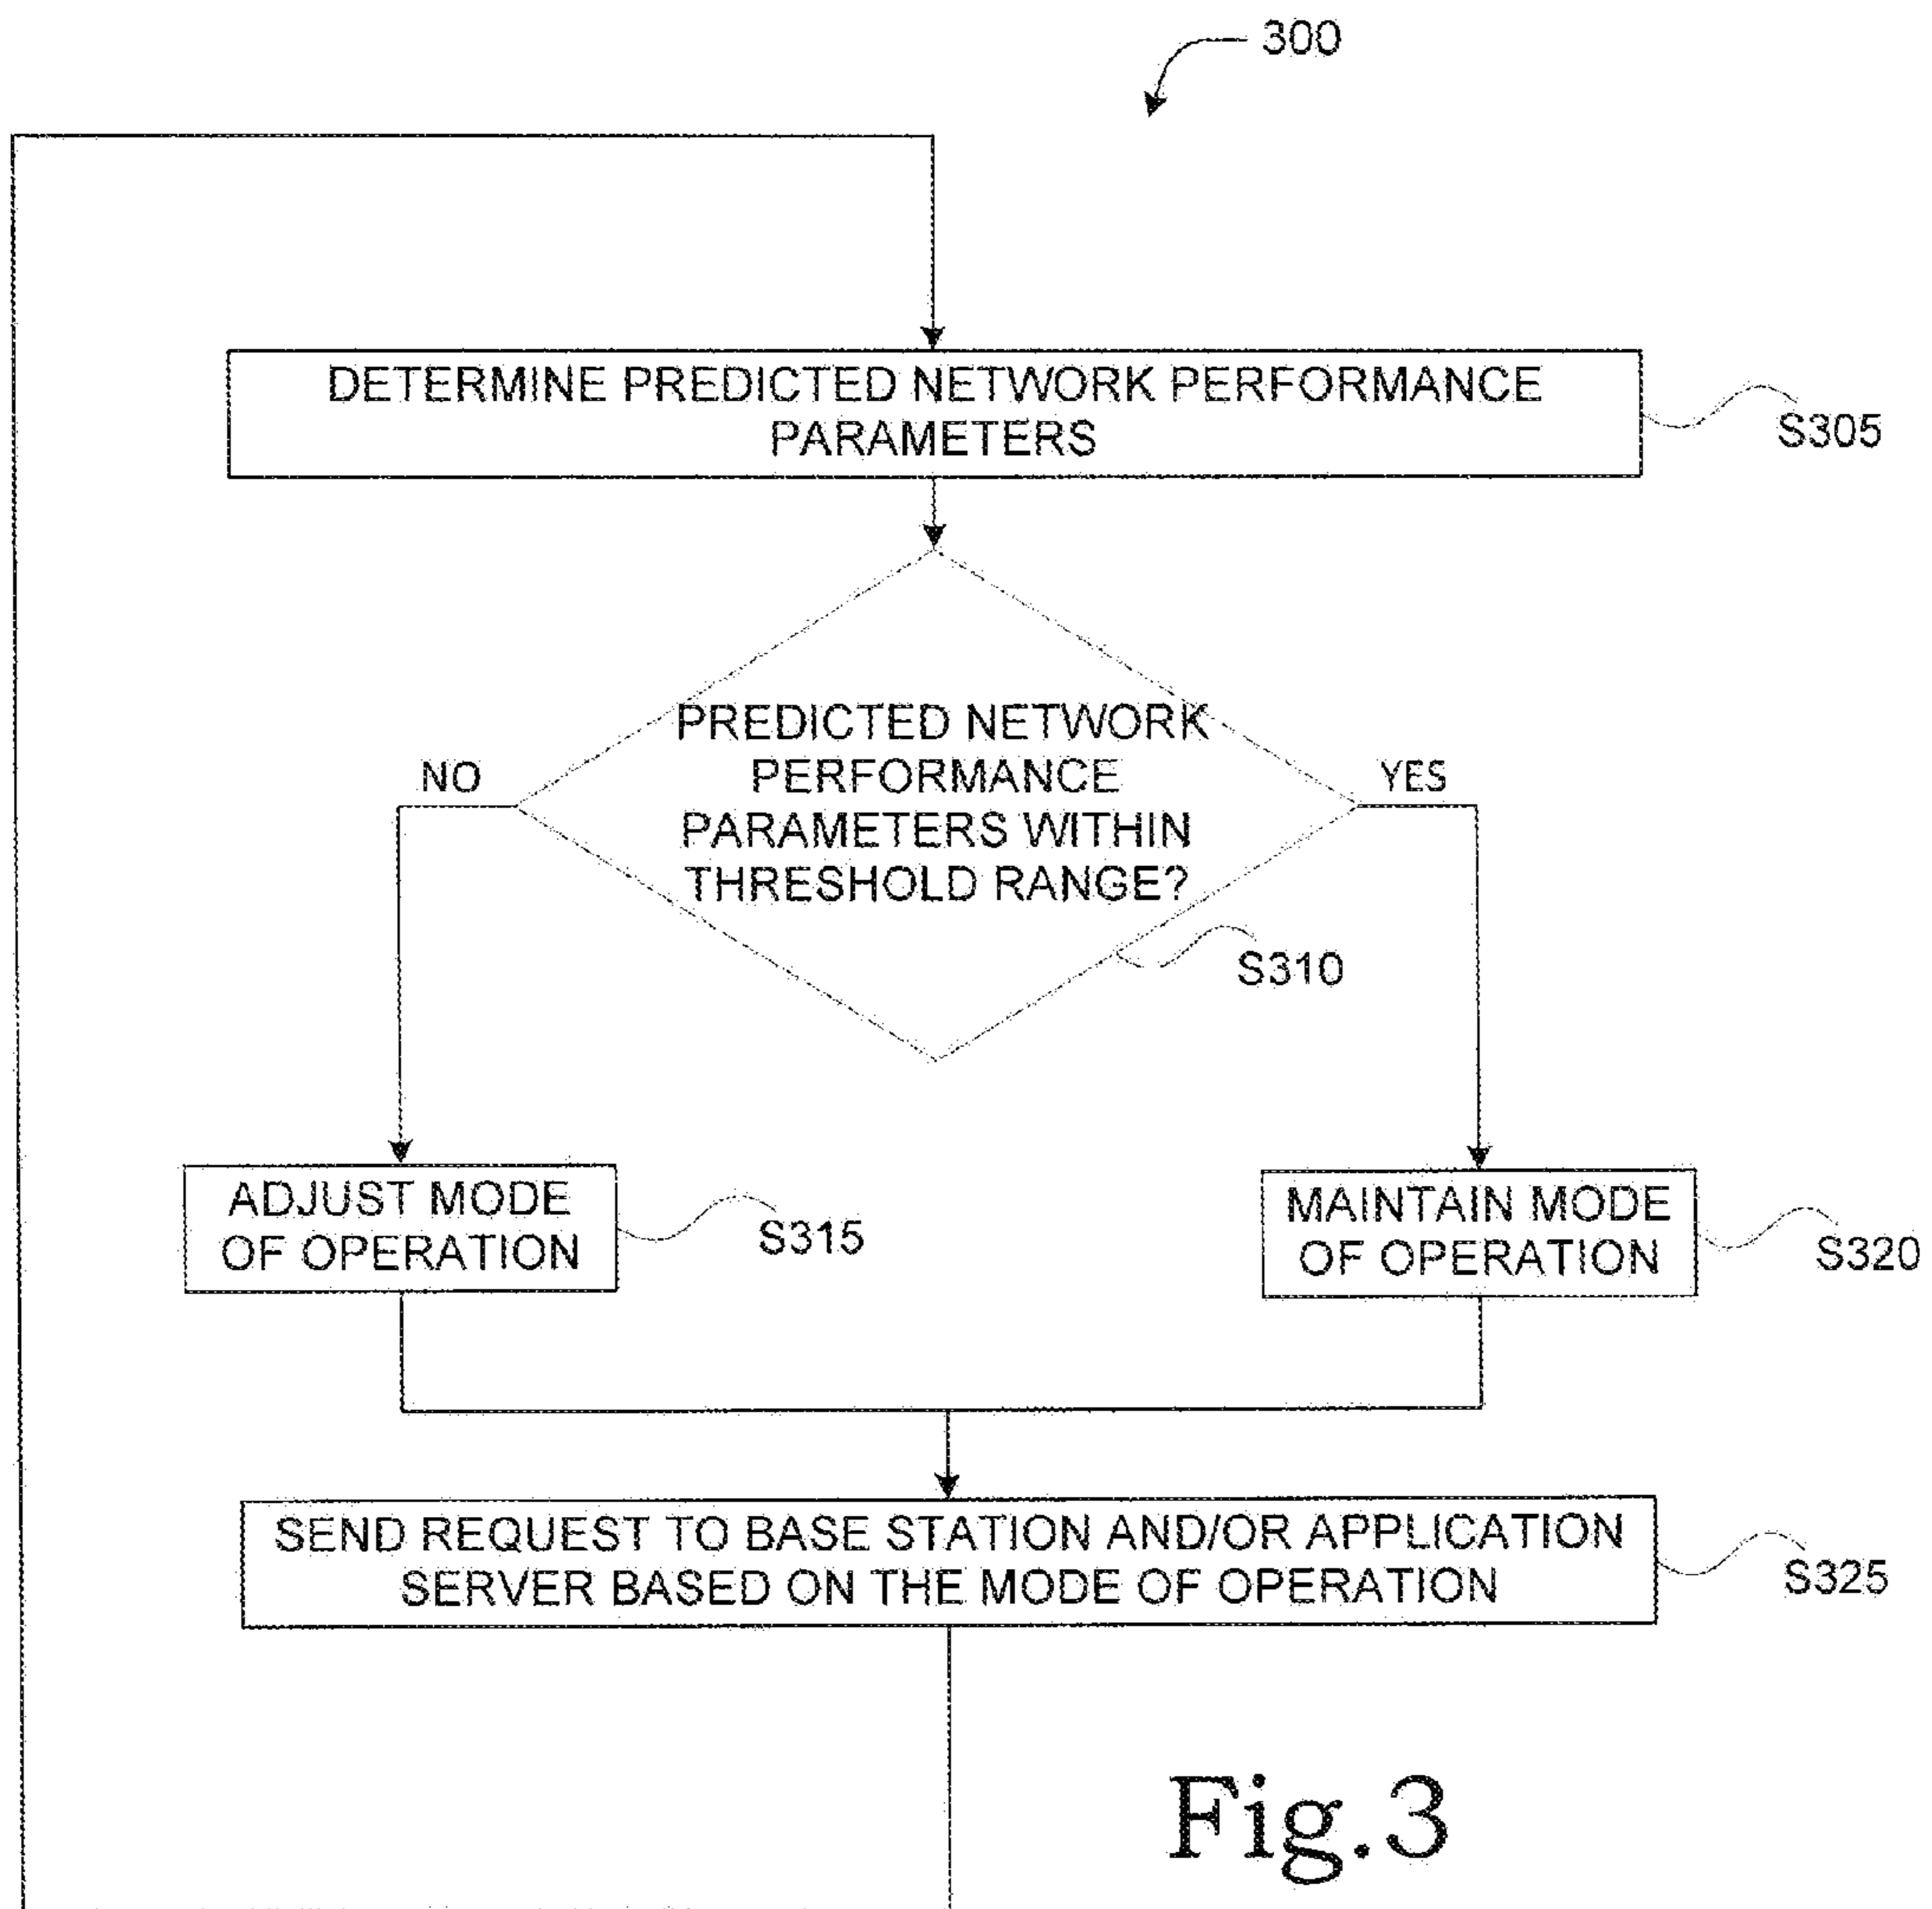 300
DETERMINE PREDICTED NETWORK PERFORMANCE
PARAMETERS
S305
PREDICTED NETWORK
PERFORMANCE
PARAMETERS WITHIN
THRESHOLD RANGE?
NO
YES
S310
ADJUST MODE
OF OPERATION
S315
MAINTAIN MODE
OF OPERATION
S320
SEND REQUEST TO BASE STATION AND/OR APPLICATION
SERVER BASED ON THE MODE OF OPERATION
S325
Fig.3